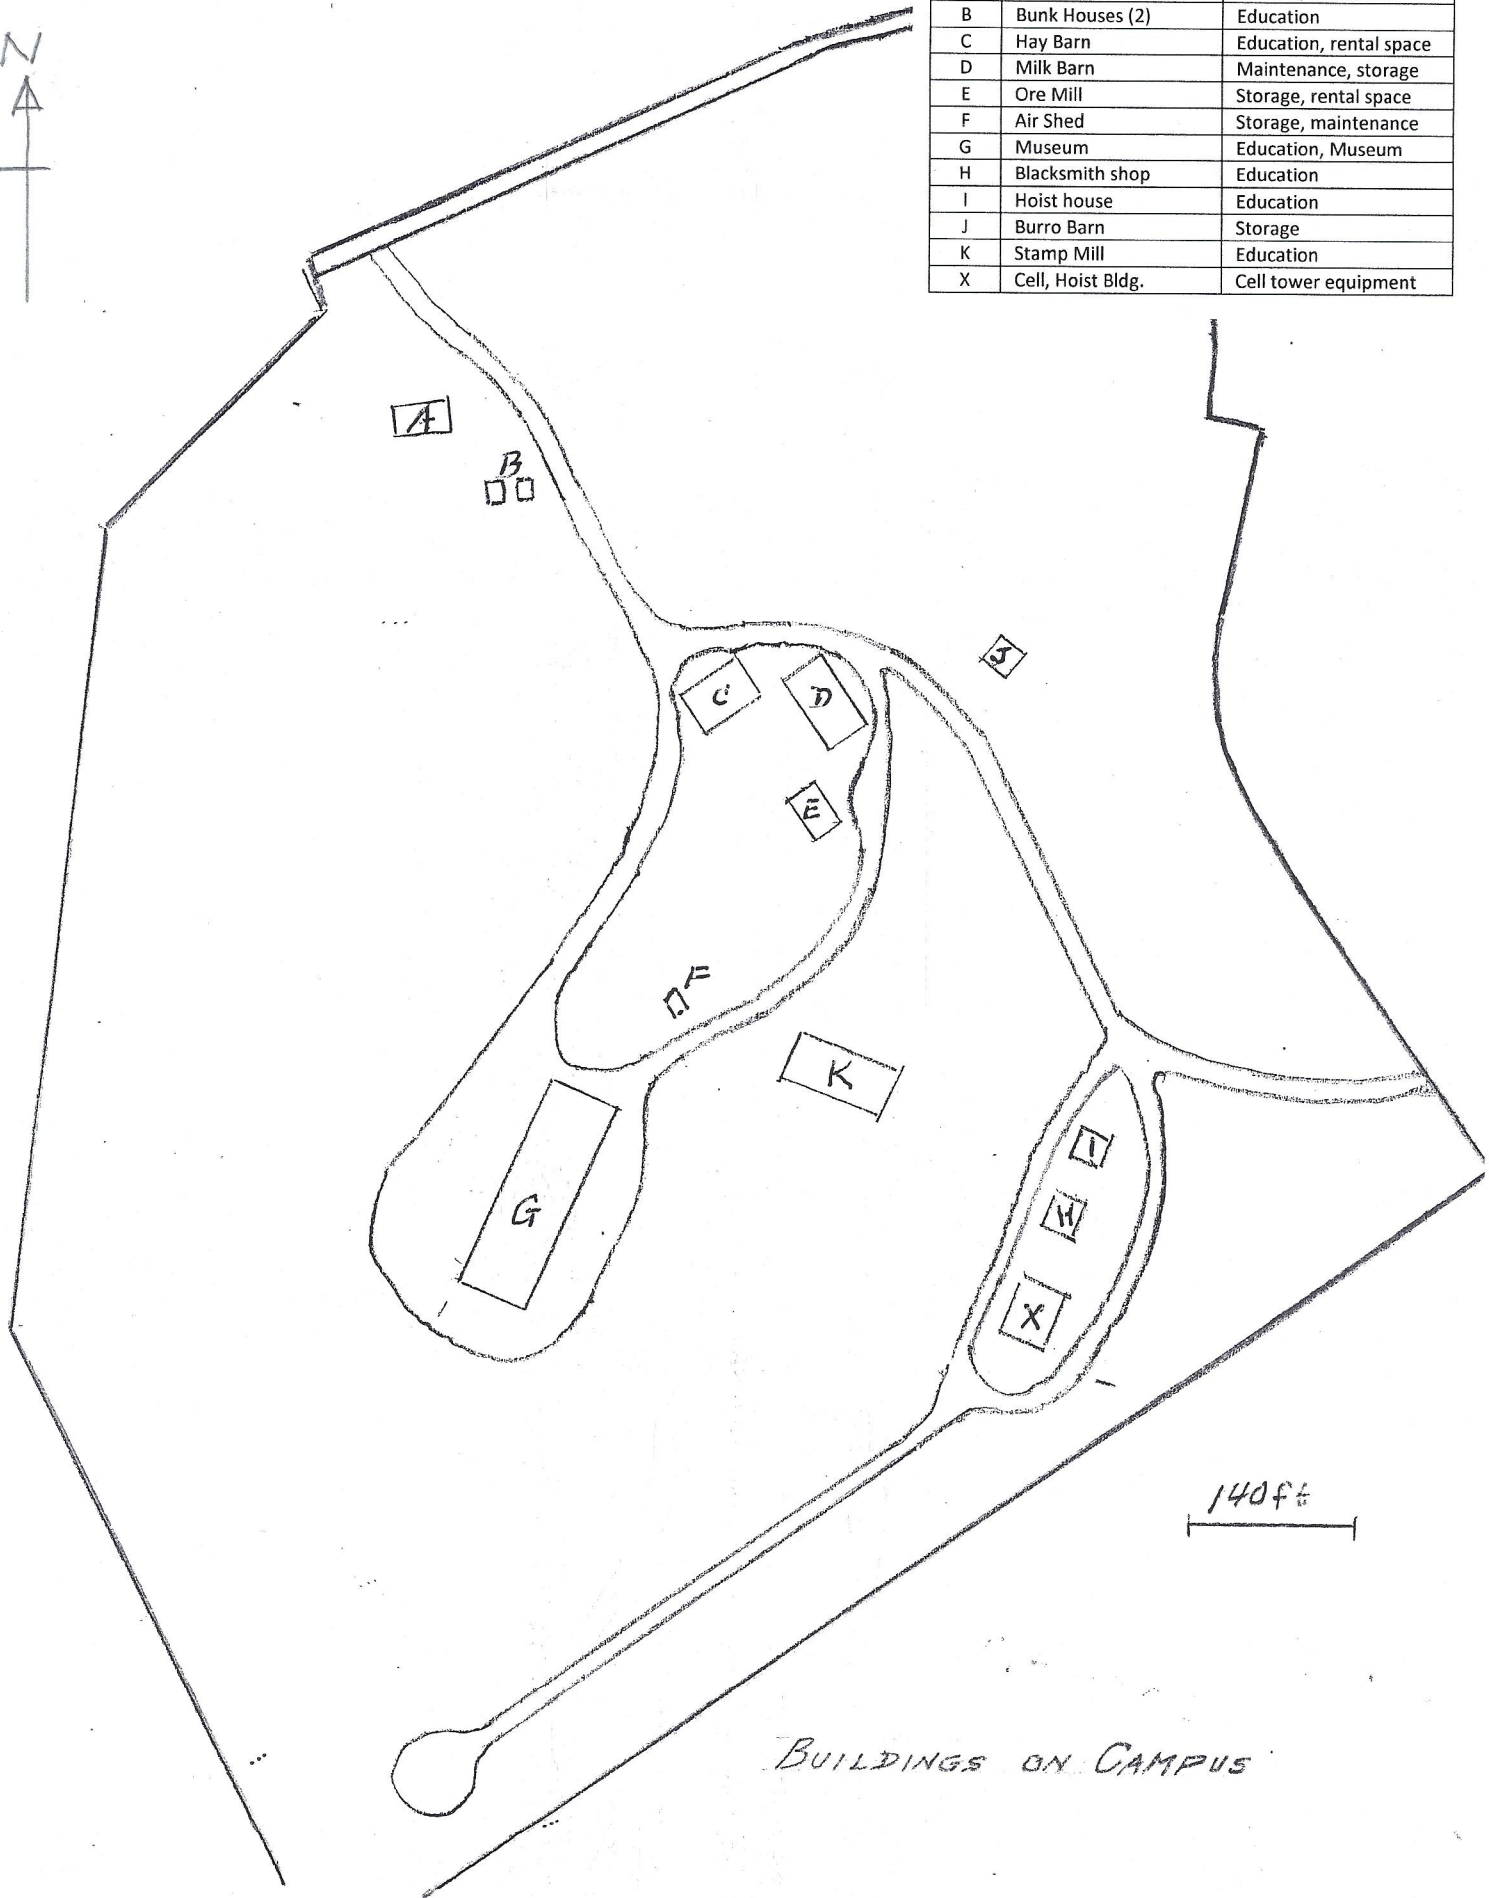 B Bunk Houses (2) Education
C Hay Barn Education, rental space
D Milk Barn Maintenance, storage
E Ore Mill Storage, rental space
F Air Shed Storage, maintenance
G Museum Education, Museum
H Blacksmith shop Education
I Hoist house Education
J Burro Barn Storage
K Stamp Mill Education
X Cell, Hoist Bldg. Cell tower equipment
N
A
B
J
C
D
E
F
K
I
G
H
X
140ft
BUILDINGS ON CAMPUS